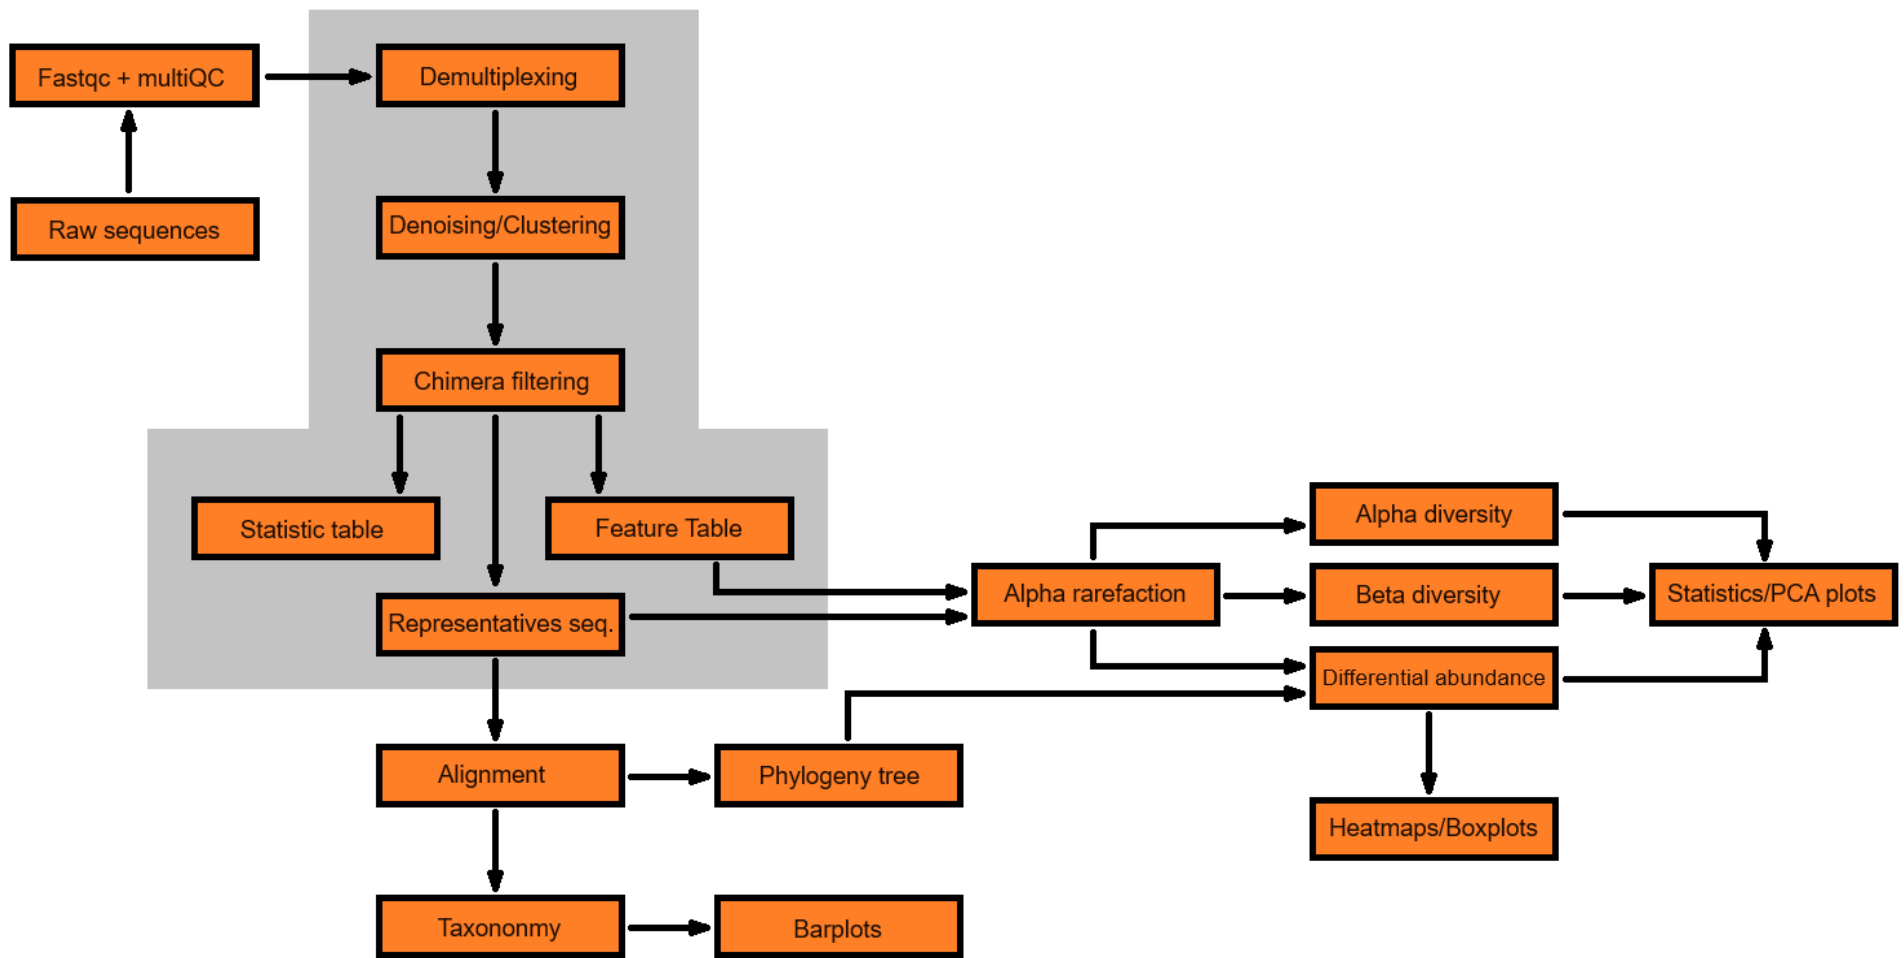 Fastqc + multiQC
Demultiplexing
Raw sequences
Denoising/Clustering
Chimera filtering
Statistic table
Feature Table
Representatives seq.
Alpha rarefaction
Alpha diversity
Beta diversity
Differential abundance
Statistics/PCA plots
Heatmaps/Boxplots
Alignment
Phylogeny tree
Taxononmy
Barplots